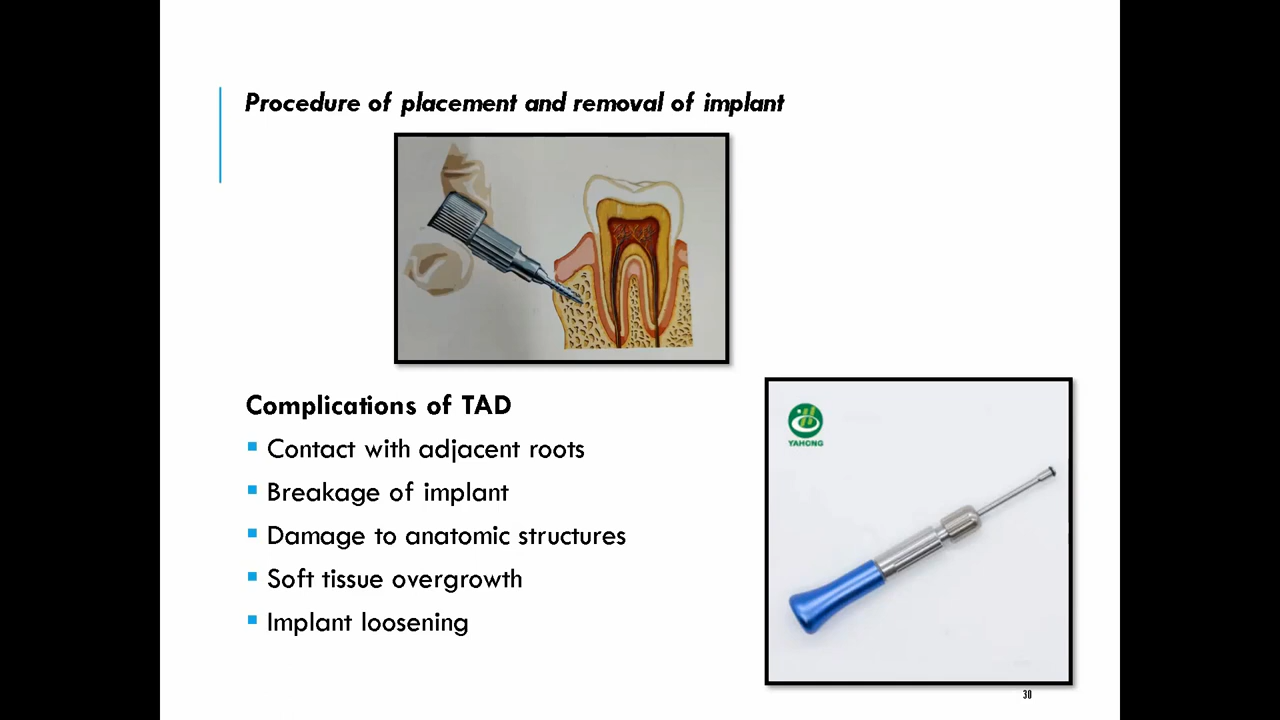 Procedure of placement and removal of implant
Complications of TAD
Contact with adjacent roots
Breakage of implant
Damage to anatomic structures
Soft tissue overgrowth
Implant loosening
YAHONG
30